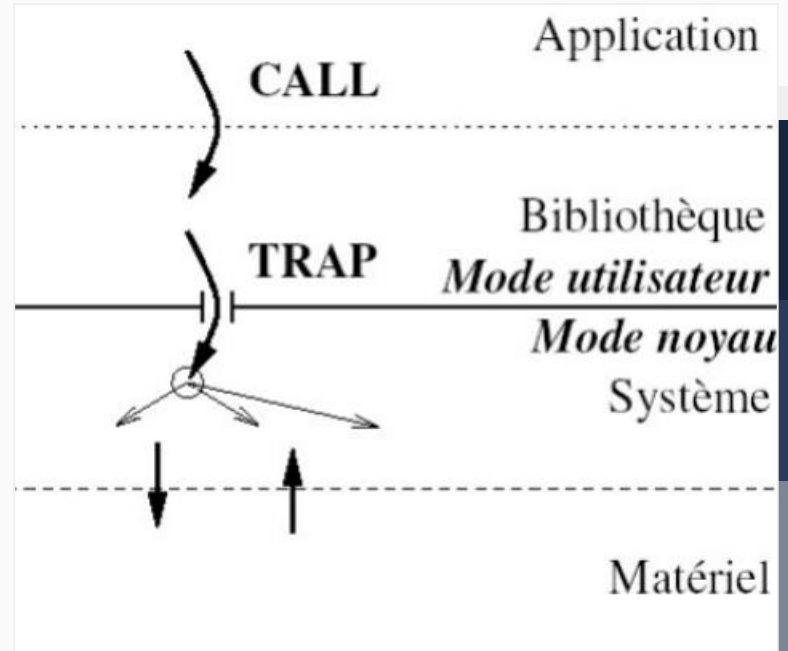 Application
CALL
Bibliothèque
TRAP
Mode utilisateur
Mode noyau
Système
Matériel